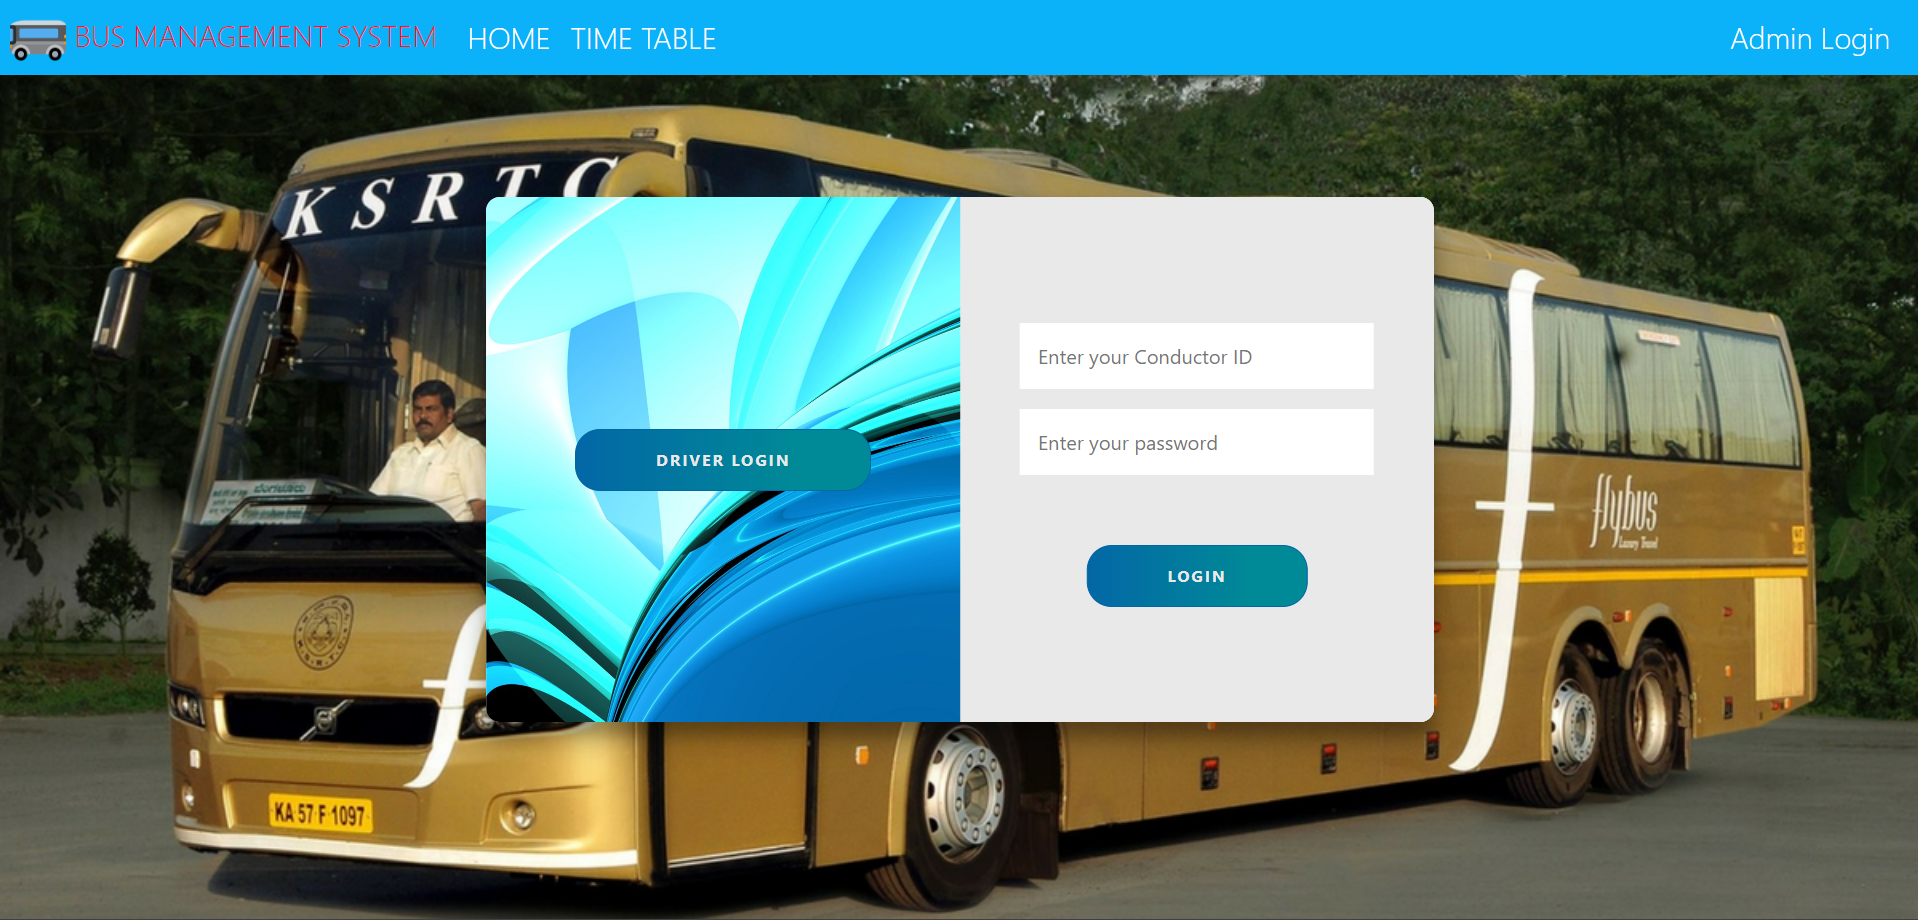 BUS MANAGEMENT SYSTEM
HOME
TIME TABLE
Admin Login
KSRTC
Enter your Conductor ID
Enter your password
DRIVER LOGIN
LOGIN
ಬೆಂಗಳೂರು
flybus
Luxury Travel
KA 57 F 1097